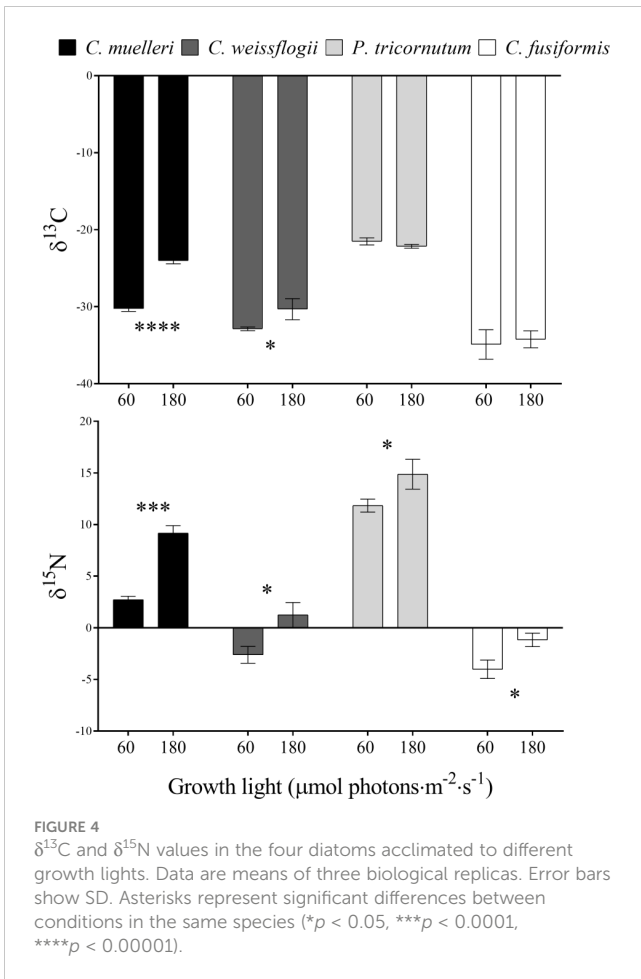 C. muelleri C. weissflogii P. tricornutum C. fusiformis
0
-10
-20
-30
-40
δ¹³C
**** *
60 180 60 180 60 180 60 180
20
15
10
5
0
-5
-10
δ¹⁵N
*** * * *
60 180 60 180 60 180 60 180
Growth light (µmol photons·m⁻²·s⁻¹)
FIGURE 4
δ¹³C and δ¹⁵N values in the four diatoms acclimated to different
growth lights. Data are means of three biological replicas. Error bars
show SD. Asterisks represent significant differences between
conditions in the same species (*p < 0.05, ***p < 0.0001,
****p < 0.00001).